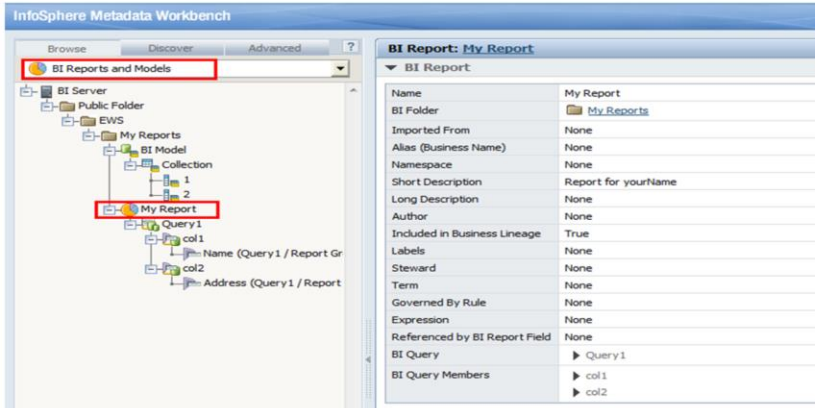 InfoSphere Metadata Workbench
Browse Discover Advanced ?
BI Reports and Models
BI Server
Public Folder
EWS
My Reports
BI Model
Collection
1
2
My Report
Query1
col1
Name (Query1 / Report Gr
col2
Address (Query1 / Report
BI Report: My Report
BI Report
Name My Report
BI Folder My Reports
Imported From None
Alias (Business Name) None
Namespace None
Short Description Report for yourName
Long Description None
Author None
Included in Business Lineage True
Labels None
Steward None
Term None
Governed By Rule None
Expression None
Referenced by BI Report Field None
BI Query Query1
BI Query Members col1
col2